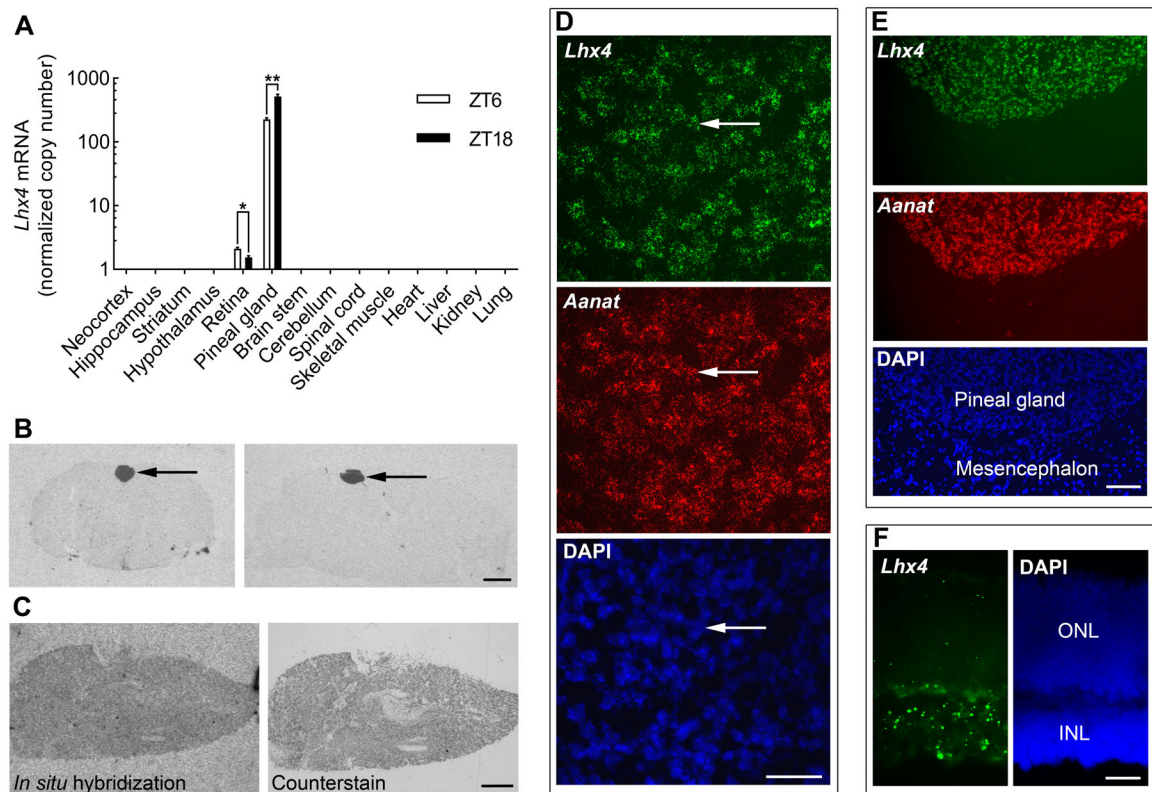 A
Lhx4 mRNA
(normalized copy number)
1000
100
10
1
**
*
ZT6
ZT18
Neocortex
Hippocampus
Striatum
Hypothalamus
Retina
Pineal gland
Brain stem
Cerebellum
Spinal cord
Skeletal muscle
Heart
Liver
Kidney
Lung
B
C
In situ hybridization
Counterstain
D
Lhx4
Aanat
DAPI
E
Lhx4
Aanat
DAPI
Pineal gland
Mesencephalon
F
Lhx4
DAPI
ONL
INL